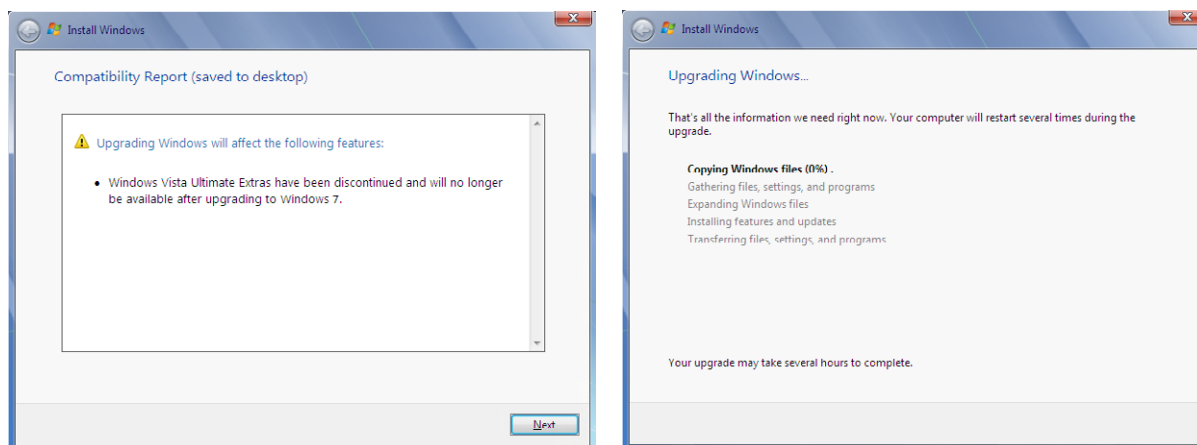 Install Windows
Compatibility Report (saved to desktop)
Upgrading Windows will affect the following features:
• Windows Vista Ultimate Extras have been discontinued and will no longer
be available after upgrading to Windows 7.
Next
Install Windows
Upgrading Windows...
That's all the information we need right now. Your computer will restart several times during the
upgrade.
Copying Windows files (0%) .
Gathering files, settings, and programs
Expanding Windows files
Installing features and updates
Transferring files, settings, and programs
Your upgrade may take several hours to complete.